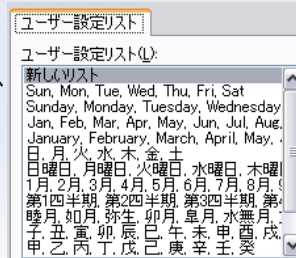 ユーザー設定リスト
ユーザー設定リスト(L):
新しいリスト
Sun, Mon, Tue, Wed, Thu, Fri, Sat
Sunday, Monday, Tuesday, Wednesday
Jan, Feb, Mar, Apr, May, Jun, Jul, Aug,
January, February, March, April, May,
日, 月, 火, 水, 木, 金, 土
日曜日, 月曜日, 火曜日, 水曜日, 木曜
1月, 2月, 3月, 4月, 5月, 6月, 7月, 8月,
第1四半期, 第2四半期, 第3四半期, 第
睦月, 如月, 弥生, 卯月, 皐月, 水無月,
子, 丑, 寅, 卯, 辰, 巳, 午, 未, 申, 酉, 戌,
甲, 乙, 丙, 丁, 戊, 己, 庚, 辛, 壬, 癸